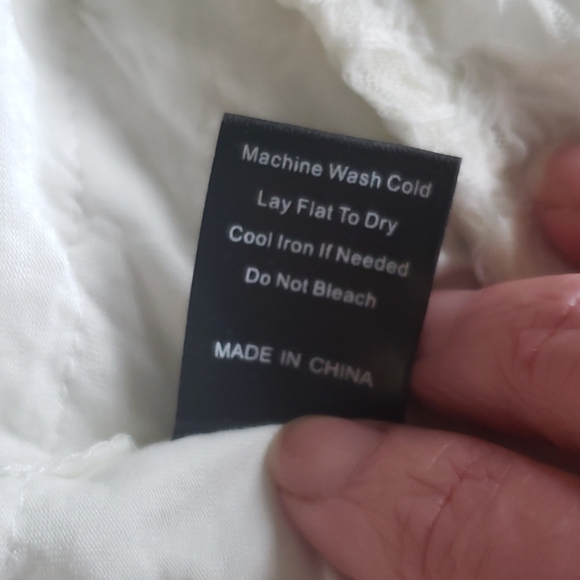 Machine Wash Cold
Lay Flat To Dry
Cool Iron If Needed
Do Not Bleach
MADE IN CHINA